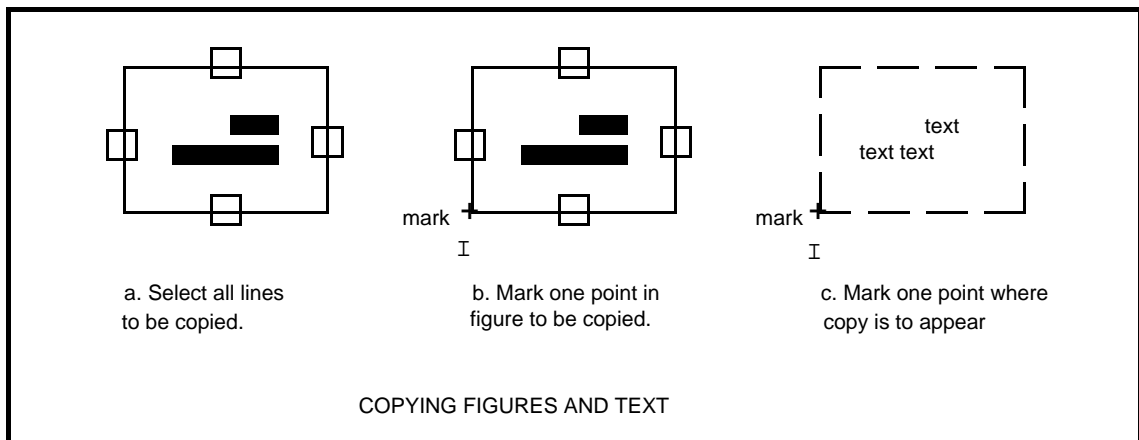 text
text text
mark
mark
a. Select all lines
to be copied.
b. Mark one point in
figure to be copied.
c. Mark one point where
copy is to appear
COPYING FIGURES AND TEXT